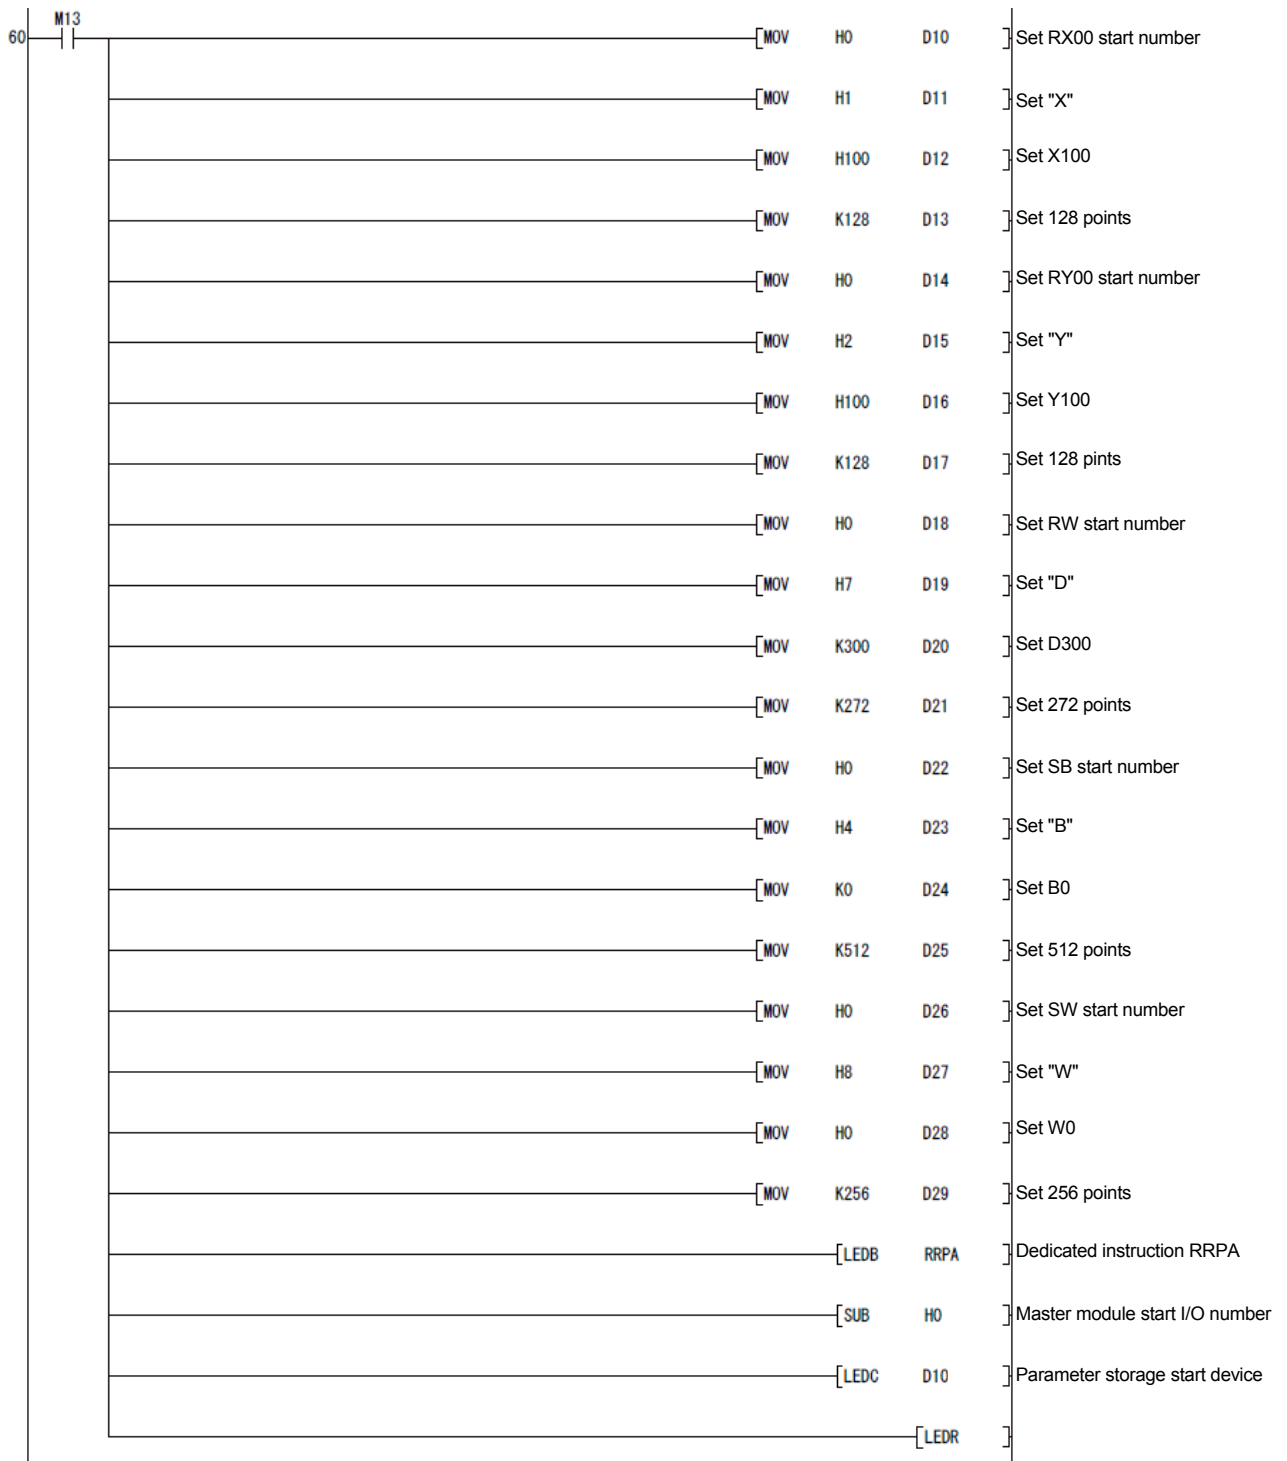 M13
60 MOV H0 D10 Set RX00 start number
MOV H1 D11 Set "X"
MOV H100 D12 Set X100
MOV K128 D13 Set 128 points
MOV H0 D14 Set RY00 start number
MOV H2 D15 Set "Y"
MOV H100 D16 Set Y100
MOV K128 D17 Set 128 pints
MOV H0 D18 Set RW start number
MOV H7 D19 Set "D"
MOV K300 D20 Set D300
MOV K272 D21 Set 272 points
MOV H0 D22 Set SB start number
MOV H4 D23 Set "B"
MOV K0 D24 Set B0
MOV K512 D25 Set 512 points
MOV H0 D26 Set SW start number
MOV H8 D27 Set "W"
MOV H0 D28 Set W0
MOV K256 D29 Set 256 points
LEDB RRPA Dedicated instruction RRPA
SUB H0 Master module start I/O number
LEDC D10 Parameter storage start device
LEDR